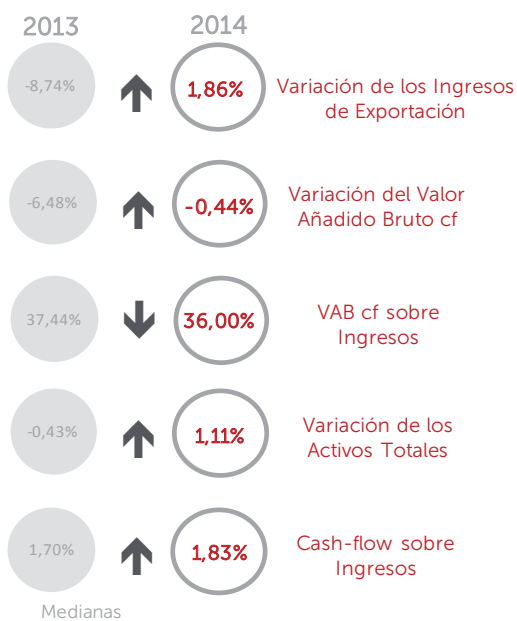 2013 2014
-8,74% 1,86% Variación de los Ingresos
de Exportación
-6,48% -0,44% Variación del Valor
Añadido Bruto cf
37,44% 36,00% VAB cf sobre
Ingresos
-0,43% 1,11% Variación de los
Activos Totales
1,70% 1,83% Cash-flow sobre
Ingresos
Medianas